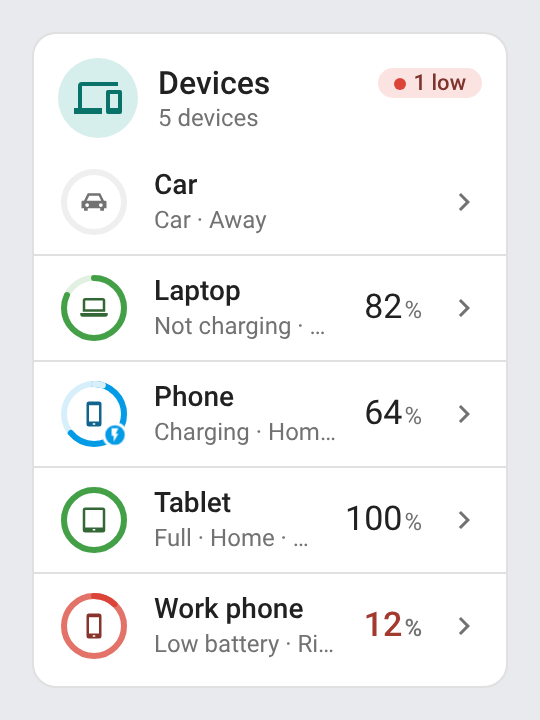 Devices
1 low
5 devices
Car
Car · Away
Laptop
82%
Not charging · …
Phone
64%
Charging · Hom…
Tablet
100%
Full · Home · …
Work phone
12%
Low battery · Ri…